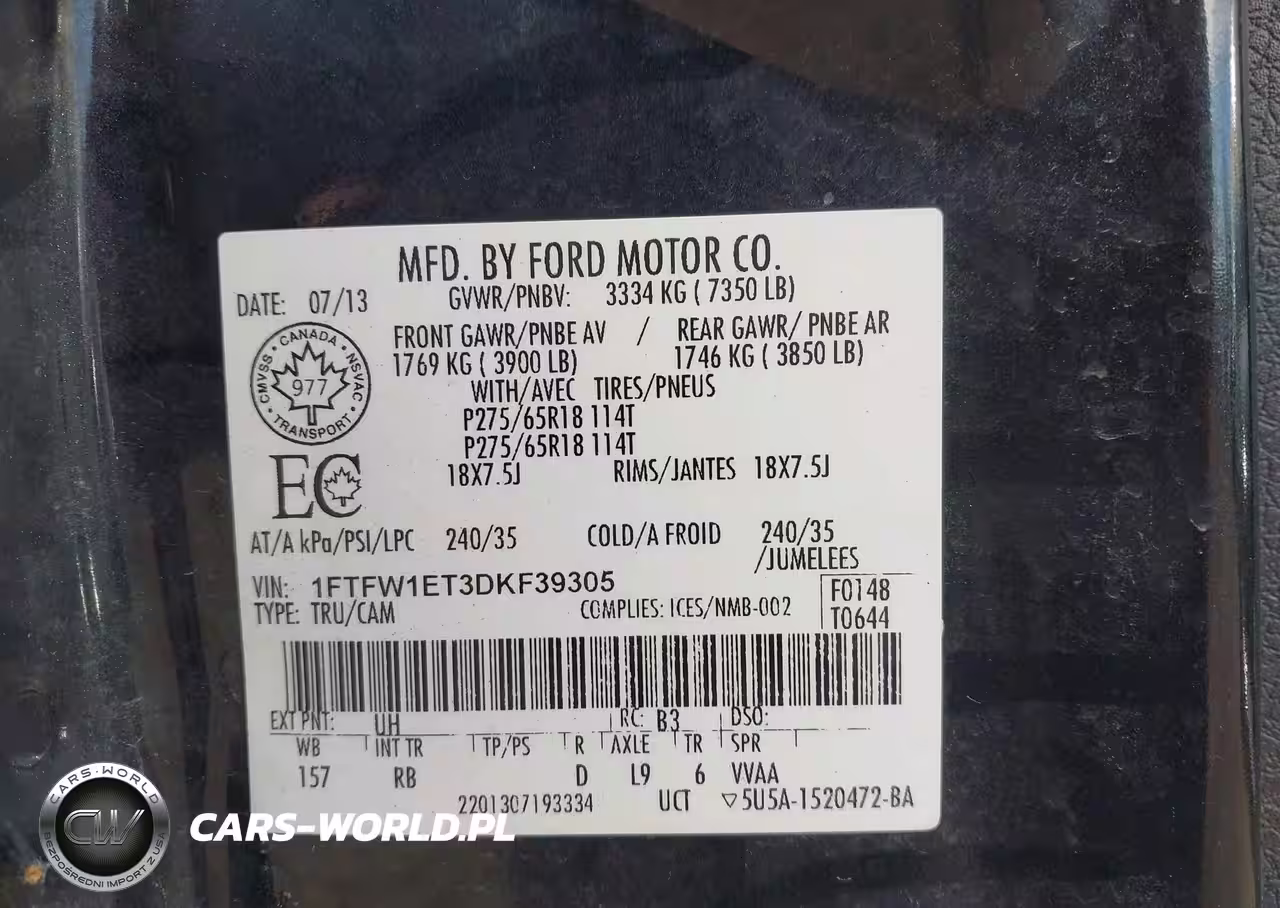 MFD. BY FORD MOTOR CO.
DATE: 07/13 GVWR/PNBV: 3334 KG ( 7350 LB)
FRONT GAWR/PNBE AV / REAR GAWR/ PNBE AR
1769 KG ( 3900 LB) 1746 KG ( 3850 LB)
WITH/AVEC TIRES/PNEUS
P275/65R18 114T
P275/65R18 114T
18X7.5J RIMS/JANTES 18X7.5J
CANADA • NSVAC • TRANSPORT • CMVSS •
977
EC
AT/A kPa/PSI/LPC 240/35 COLD/A FROID 240/35
/JUMELEES
VIN: 1FTFW1ET3DKF39305 F0148
TYPE: TRU/CAM COMPLIES: ICES/NMB-002 T0644
EXT PNT: UH RC: B3 DSO:
WB INT TR TP/PS R AXLE TR SPR
157 RB D L9 6 VVAA
2201307193334 UCT ▽5U5A-1520472-BA
CARS-WORLD
CW
BEZPOŚREDNI IMPORT Z USA
CARS-WORLD.PL